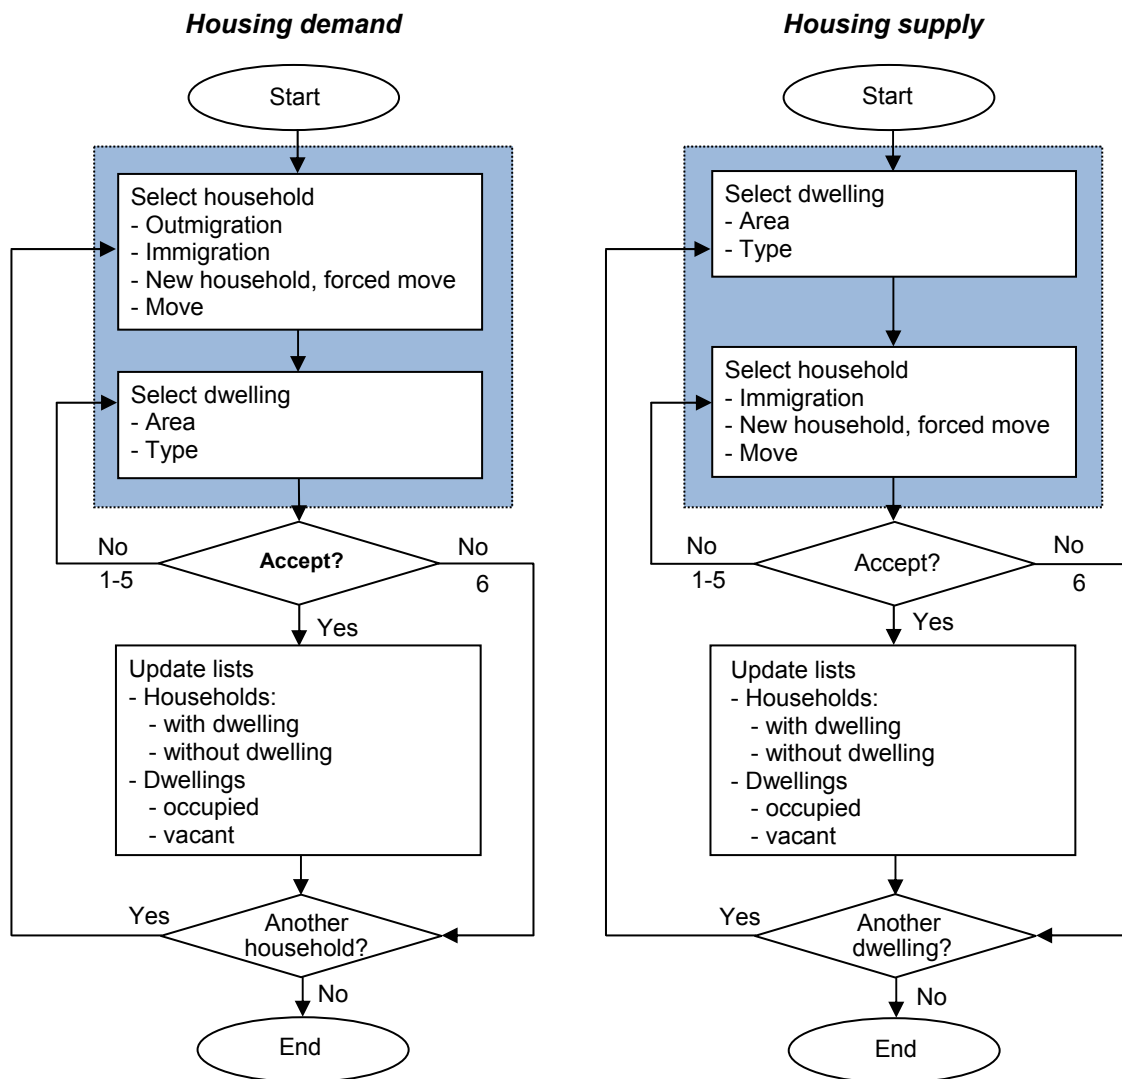 Housing demand
Start
Select household
- Outmigration
- Immigration
- New household, forced move
- Move
Select dwelling
- Area
- Type
No
1-5
Accept?
No
6
Yes
Update lists
- Households:
- with dwelling
- without dwelling
- Dwellings
- occupied
- vacant
Yes
Another
household?
No
End
Housing supply
Start
Select dwelling
- Area
- Type
Select household
- Immigration
- New household, forced move
- Move
No
1-5
Accept?
No
6
Yes
Update lists
- Households:
- with dwelling
- without dwelling
- Dwellings
- occupied
- vacant
Yes
Another
dwelling?
No
End